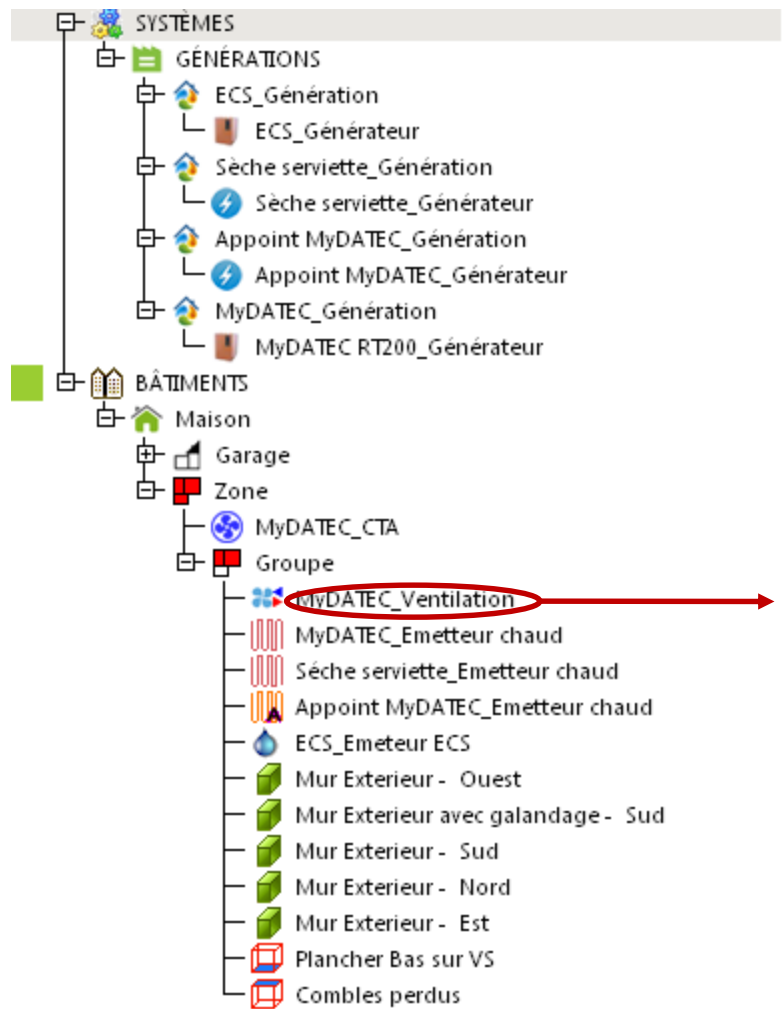 SYSTÈMES
GÉNÉRATIONS
ECS_Génération
ECS_Générateur
Sèche serviette_Génération
Sèche serviette_Générateur
Appoint MyDATEC_Génération
Appoint MyDATEC_Générateur
MyDATEC_Génération
MyDATEC RT200_Générateur
BÂTIMENTS
Maison
Garage
Zone
MyDATEC_CTA
Groupe
MyDATEC_Ventilation
MyDATEC_Emetteur chaud
Séche serviette_Emetteur chaud
Appoint MyDATEC_Emetteur chaud
ECS_Emeteur ECS
Mur Exterieur - Ouest
Mur Exterieur avec galandage - Sud
Mur Exterieur - Sud
Mur Exterieur - Nord
Mur Exterieur - Est
Plancher Bas sur VS
Combles perdus